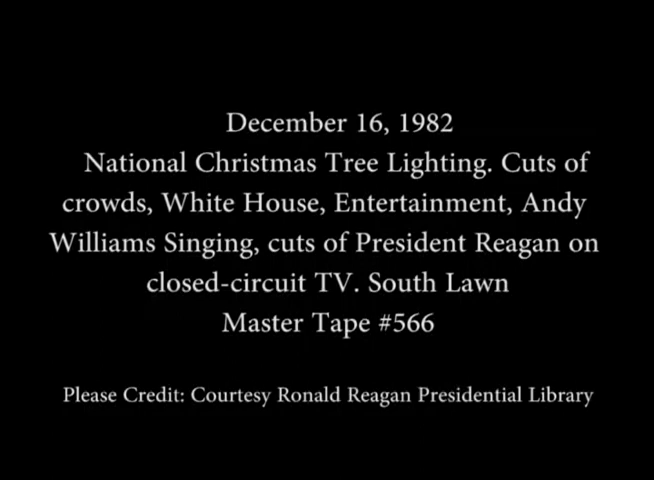 December 16, 1982
National Christmas Tree Lighting. Cuts of
crowds, White House, Entertainment, Andy
Williams Singing, cuts of President Reagan on
closed-circuit TV. South Lawn
Master Tape #566
Please Credit: Courtesy Ronald Reagan Presidential Library